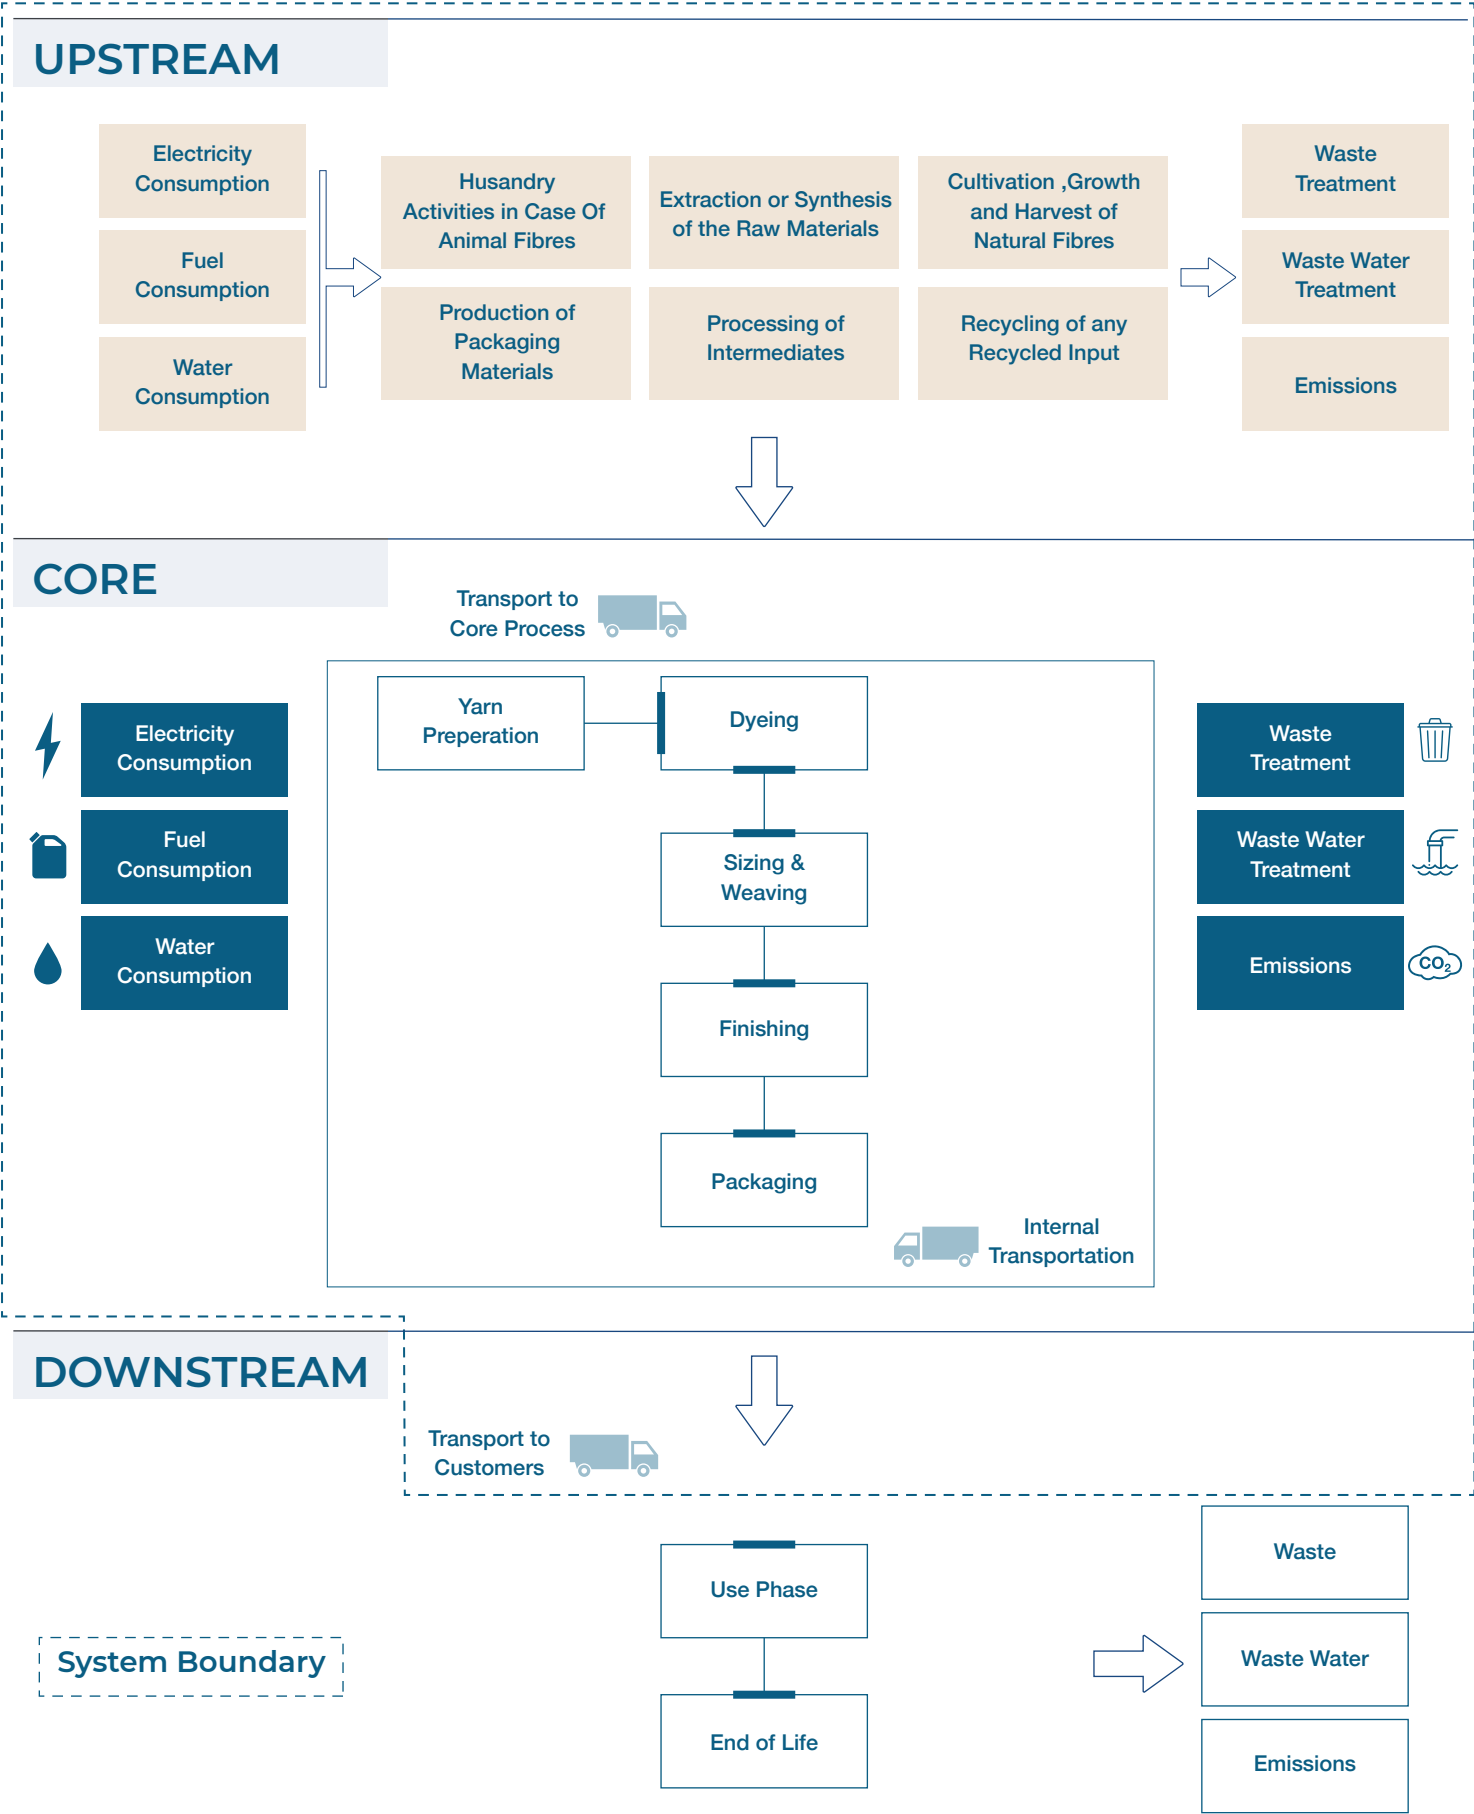 UPSTREAM
Electricity
Consumption
Fuel
Consumption
Water
Consumption
Husandry
Activities in Case Of
Animal Fibres
Extraction or Synthesis
of the Raw Materials
Cultivation ,Growth
and Harvest of
Natural Fibres
Production of
Packaging
Materials
Processing of
Intermediates
Recycling of any
Recycled Input
Waste
Treatment
Waste Water
Treatment
Emissions
CORE
Transport to
Core Process
Electricity
Consumption
Fuel
Consumption
Water
Consumption
Yarn
Preperation
Dyeing
Sizing &
Weaving
Finishing
Packaging
Internal
Transportation
Waste
Treatment
Waste Water
Treatment
Emissions
CO₂
DOWNSTREAM
Transport to
Customers
Use Phase
End of Life
Waste
Waste Water
Emissions
System Boundary